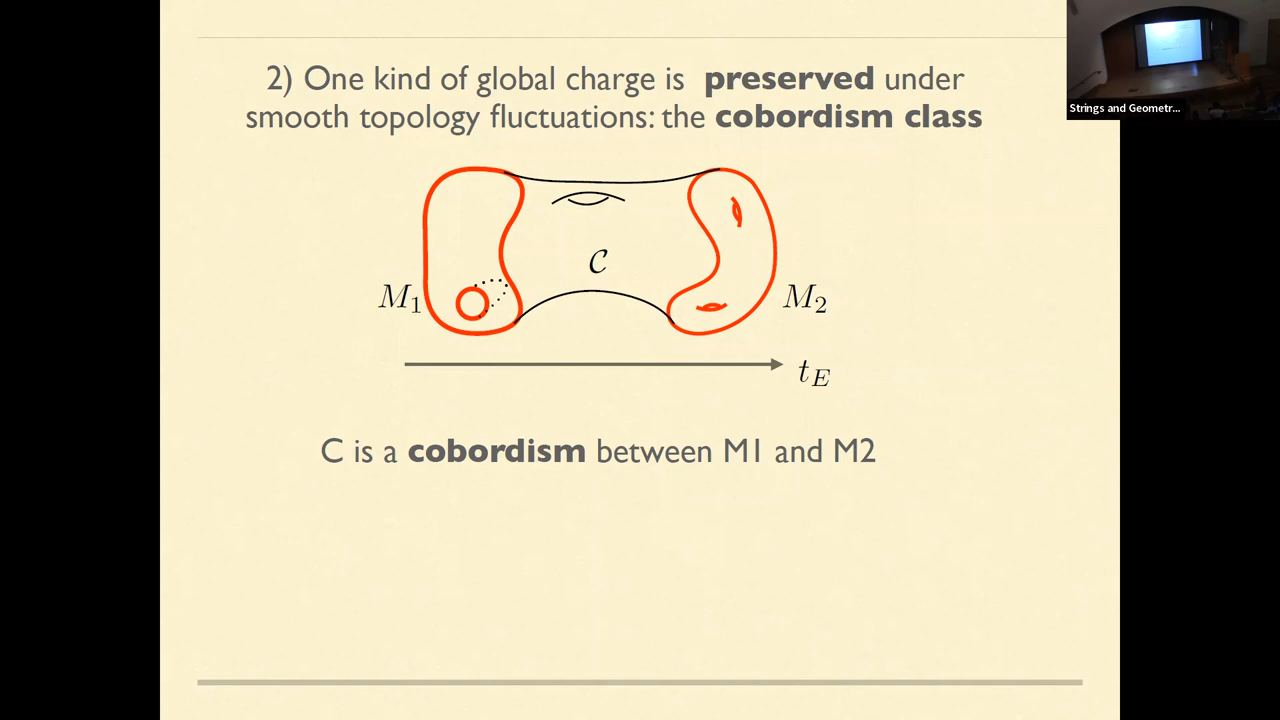 2) One kind of global charge is preserved under
smooth topology fluctuations: the cobordism class
Strings and Geometr...
C
M1
M2
tE
C is a cobordism between M1 and M2